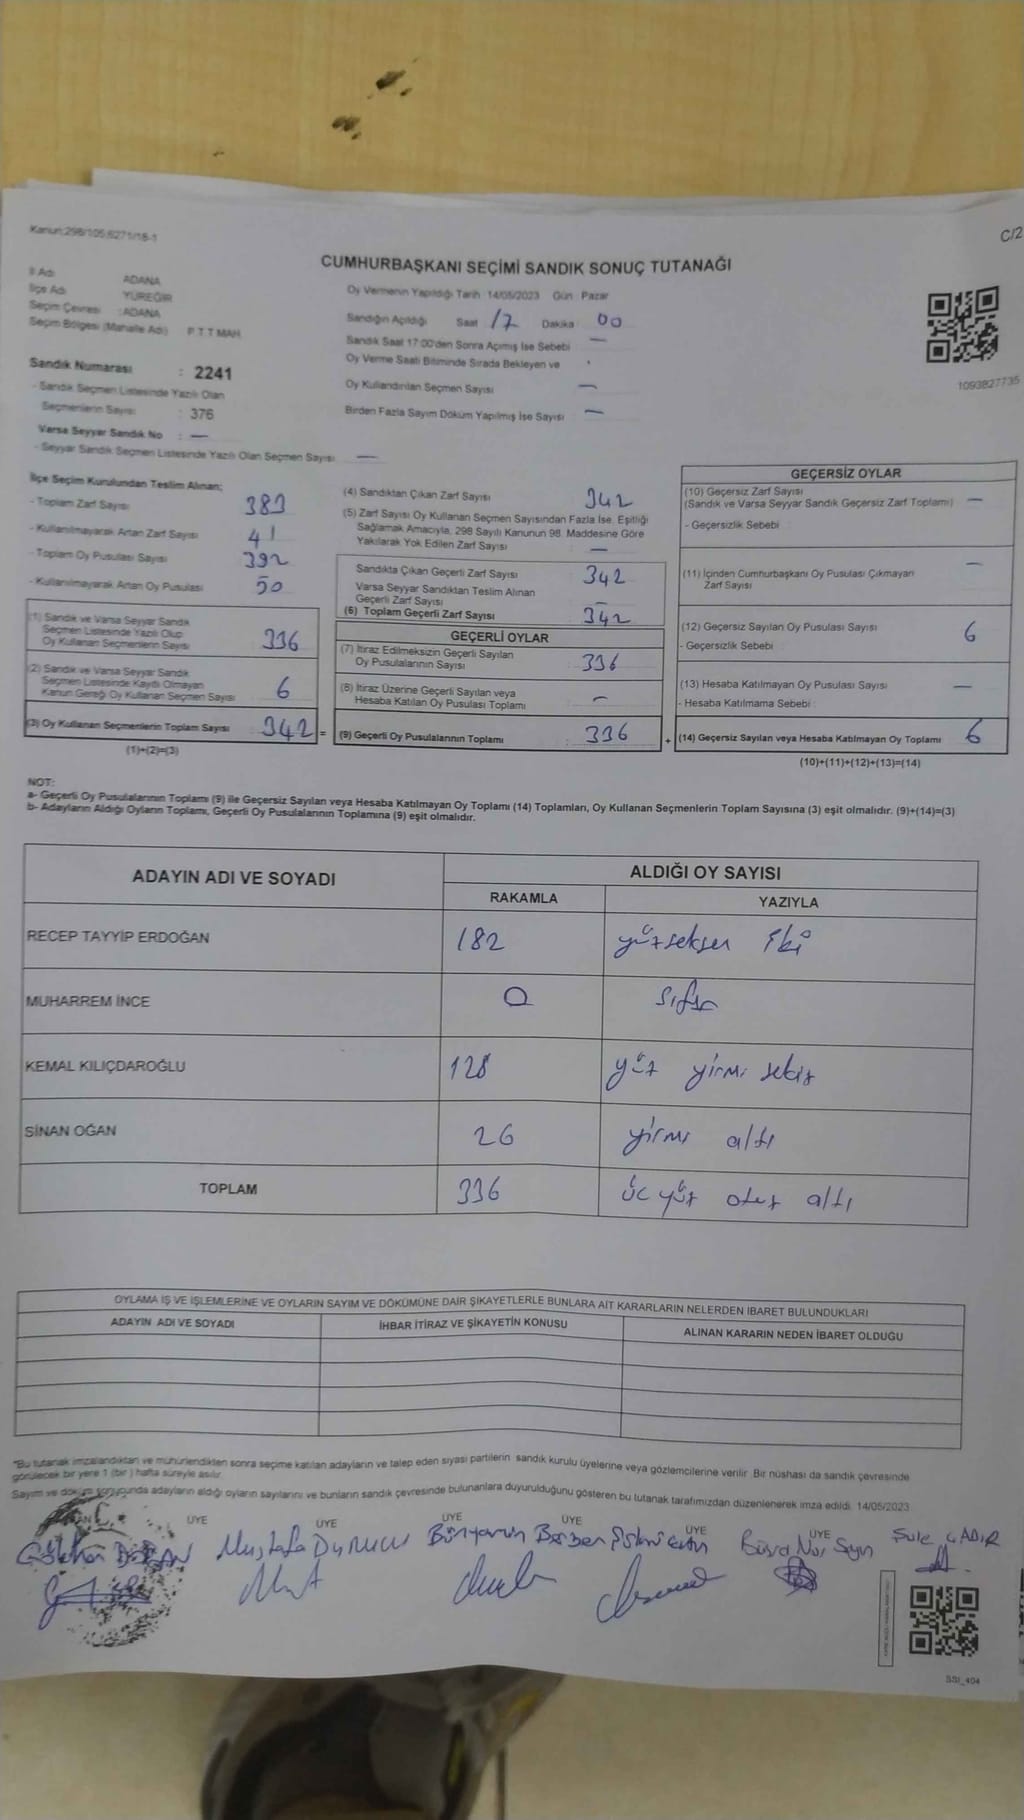 Kanun:298/105,6271/18-1
C/2
CUMHURBAŞKANI SEÇİMİ SANDIK SONUÇ TUTANAĞI
İl Adı : ADANA
İlçe Adı : YÜREĞİR
Seçim Çevresi : ADANA
Seçim Bölgesi (Mahalle Adı) : P.T.T MAH.
Sandık Numarası : 2241
- Sandık Seçmen Listesinde Yazılı Olan
Seçmenlerin Sayısı : 376
Varsa Seyyar Sandık No : —
- Seyyar Sandık Seçmen Listesinde Yazılı Olan Seçmen Sayısı —
Oy Vermenin Yapıldığı Tarih :14/05/2023 Gün : Pazar
Sandığın Açıldığı Saat 17 Dakika : 00
Sandık Saat 17:00'den Sonra Açılmış İse Sebebi : —
Oy Verme Saati Bitiminde Sırada Bekleyen ve
Oy Kullandırılan Seçmen Sayısı —
Birden Fazla Sayım Döküm Yapılmış İse Sayısı : —
1093827735
İlçe Seçim Kurulundan Teslim Alınan;
- Toplam Zarf Sayısı : 383
- Kullanılmayarak Artan Zarf Sayısı : 41
- Toplam Oy Pusulası Sayısı : 392
- Kullanılmayarak Artan Oy Pusulası : 50
(1) Sandık ve Varsa Seyyar Sandık
Seçmen Listesinde Yazılı Olup
Oy Kullanan Seçmenlerin Sayısı : 336
(2) Sandık ve Varsa Seyyar Sandık
Seçmen Listesinde Kaydı Olmayan
Kanun Gereği Oy Kullanan Seçmen Sayısı : 6
(3) Oy Kullanan Seçmenlerin Toplam Sayısı : 342 =
(1)+(2)=(3)
(4) Sandıktan Çıkan Zarf Sayısı : 342
(5) Zarf Sayısı Oy Kullanan Seçmen Sayısından Fazla İse, Eşitliği
Sağlamak Amacıyla, 298 Sayılı Kanunun 98. Maddesine Göre
Yakılarak Yok Edilen Zarf Sayısı : —
Sandıkta Çıkan Geçerli Zarf Sayısı : 342
Varsa Seyyar Sandıktan Teslim Alınan
Geçerli Zarf Sayısı : —
(6) Toplam Geçerli Zarf Sayısı : 342
GEÇERLİ OYLAR
(7) İtiraz Edilmeksizin Geçerli Sayılan
Oy Pusulalarının Sayısı : 336
(8) İtiraz Üzerine Geçerli Sayılan veya
Hesaba Katılan Oy Pusulası Toplamı : —
(9) Geçerli Oy Pusulalarının Toplamı : 336 +
GEÇERSİZ OYLAR
(10) Geçersiz Zarf Sayısı
(Sandık ve Varsa Seyyar Sandık Geçersiz Zarf Toplamı) : —
- Geçersizlik Sebebi :
(11) İçinden Cumhurbaşkanı Oy Pusulası Çıkmayan
Zarf Sayısı : —
(12) Geçersiz Sayılan Oy Pusulası Sayısı : 6
- Geçersizlik Sebebi :
(13) Hesaba Katılmayan Oy Pusulası Sayısı : —
- Hesaba Katılmama Sebebi :
(14) Geçersiz Sayılan veya Hesaba Katılmayan Oy Toplamı : 6
(10)+(11)+(12)+(13)=(14)
NOT:
a- Geçerli Oy Pusulalarının Toplamı (9) ile Geçersiz Sayılan veya Hesaba Katılmayan Oy Toplamı (14) Toplamları, Oy Kullanan Seçmenlerin Toplam Sayısına (3) eşit olmalıdır. (9)+(14)=(3)
b- Adayların Aldığı Oyların Toplamı, Geçerli Oy Pusulalarının Toplamına (9) eşit olmalıdır.
ADAYIN ADI VE SOYADI ALDIĞI OY SAYISI
RAKAMLA YAZIYLA
RECEP TAYYİP ERDOĞAN 182 yüzseksen iki
MUHARREM İNCE 0 sıfır
KEMAL KILIÇDAROĞLU 128 yüz yirmi sekiz
SİNAN OĞAN 26 yirmi altı
TOPLAM 336 üç yüz otuz altı
OYLAMA İŞ VE İŞLEMLERİNE VE OYLARIN SAYIM VE DÖKÜMÜNE DAİR ŞİKAYETLERLE BUNLARA AİT KARARLARIN NELERDEN İBARET BULUNDUKLARI
ADAYIN ADI VE SOYADI İHBAR İTİRAZ VE ŞİKAYETİN KONUSU ALINAN KARARIN NEDEN İBARET OLDUĞU
*Bu tutanak imzalandıktan ve mühürlendikten sonra seçime katılan adayların ve talep eden siyasi partilerin sandık kurulu üyelerine veya gözlemcilerine verilir. Bir nüshası da sandık çevresinde
görülecek bir yere 1 (bir) hafta süreyle asılır.
Sayım ve döküm sonucunda adayların aldığı oyların sayılarını ve bunların sandık çevresinde bulunanlara duyurulduğunu gösteren bu tutanak tarafımızdan düzenlenerek imza edildi. 14/05/2023
ÜYE ÜYE ÜYE ÜYE ÜYE
Mustafa Durucu Bünyamin Berber Büşra Nur Şule ÇADIR
SSI_404